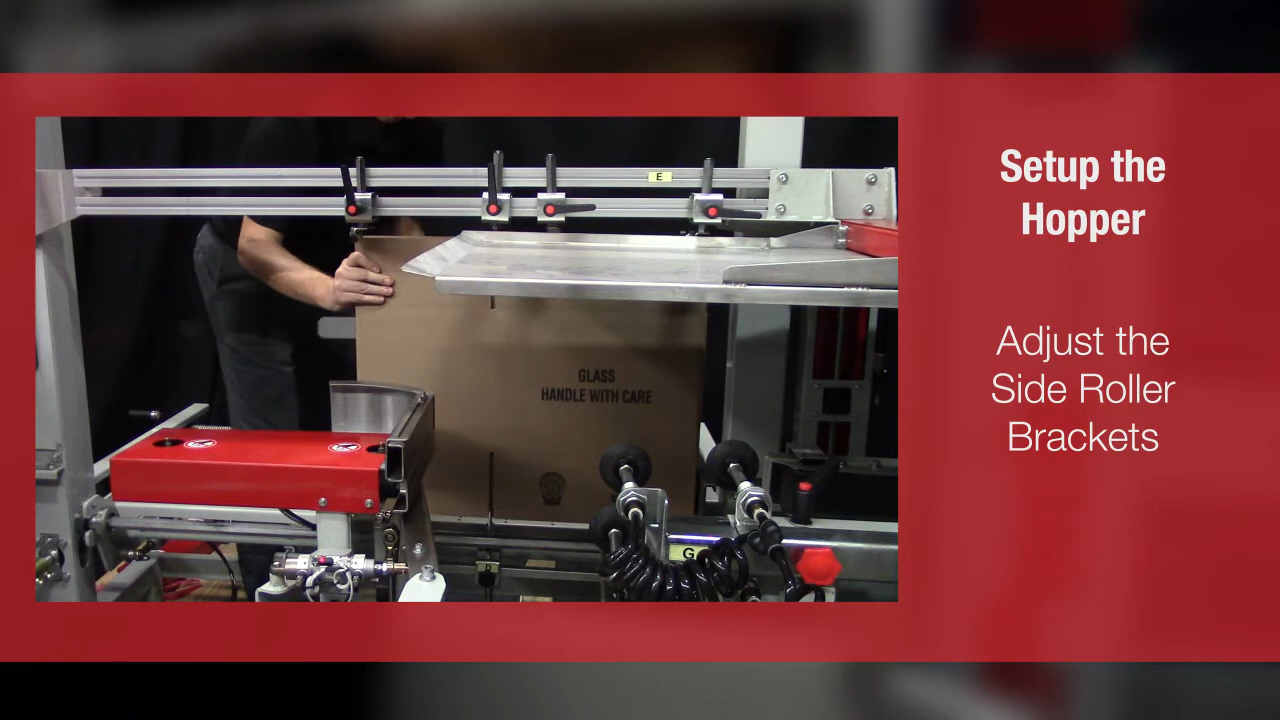 Setup the
Hopper
Adjust the
Side Roller
Brackets
E
GLASS
HANDLE WITH CARE
G